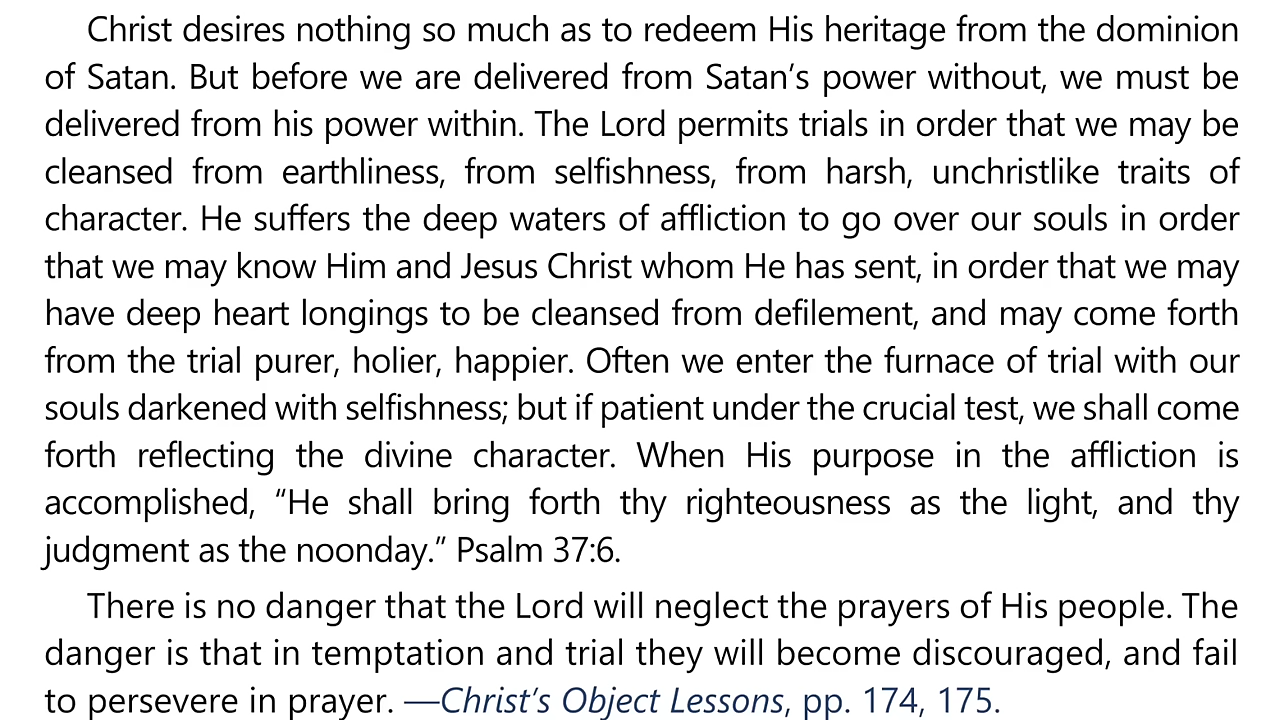 Christ desires nothing so much as to redeem His heritage from the dominion
of Satan. But before we are delivered from Satan’s power without, we must be
delivered from his power within. The Lord permits trials in order that we may be
cleansed from earthliness, from selfishness, from harsh, unchristlike traits of
character. He suffers the deep waters of affliction to go over our souls in order
that we may know Him and Jesus Christ whom He has sent, in order that we may
have deep heart longings to be cleansed from defilement, and may come forth
from the trial purer, holier, happier. Often we enter the furnace of trial with our
souls darkened with selfishness; but if patient under the crucial test, we shall come
forth reflecting the divine character. When His purpose in the affliction is
accomplished, “He shall bring forth thy righteousness as the light, and thy
judgment as the noonday.” Psalm 37:6.
There is no danger that the Lord will neglect the prayers of His people. The
danger is that in temptation and trial they will become discouraged, and fail
to persevere in prayer. —Christ’s Object Lessons, pp. 174, 175.